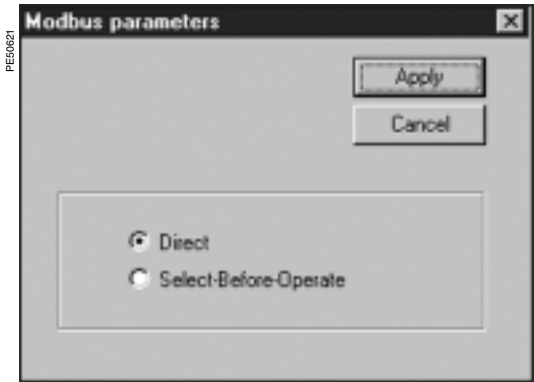 Modbus parameters
PE50621
Apply
Cancel
Direct
Select-Before-Operate